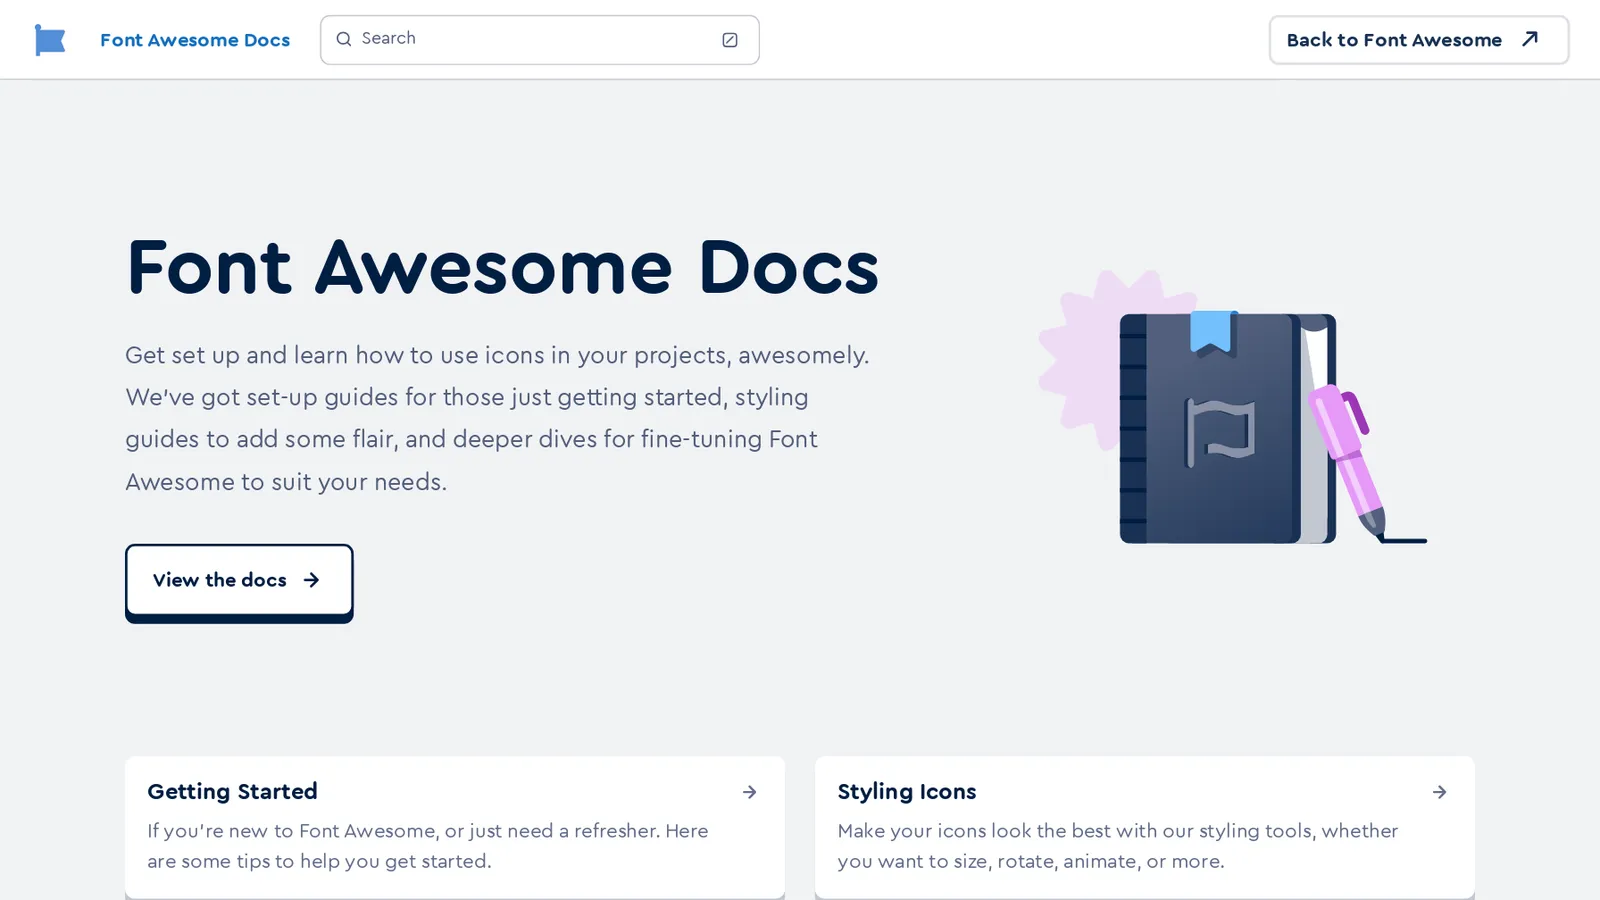 Font Awesome Docs
Search
Back to Font Awesome
Font Awesome Docs
Get set up and learn how to use icons in your projects, awesomely.
We've got set-up guides for those just getting started, styling
guides to add some flair, and deeper dives for fine-tuning Font
Awesome to suit your needs.
View the docs
Getting Started
If you're new to Font Awesome, or just need a refresher. Here
are some tips to help you get started.
Styling Icons
Make your icons look the best with our styling tools, whether
you want to size, rotate, animate, or more.